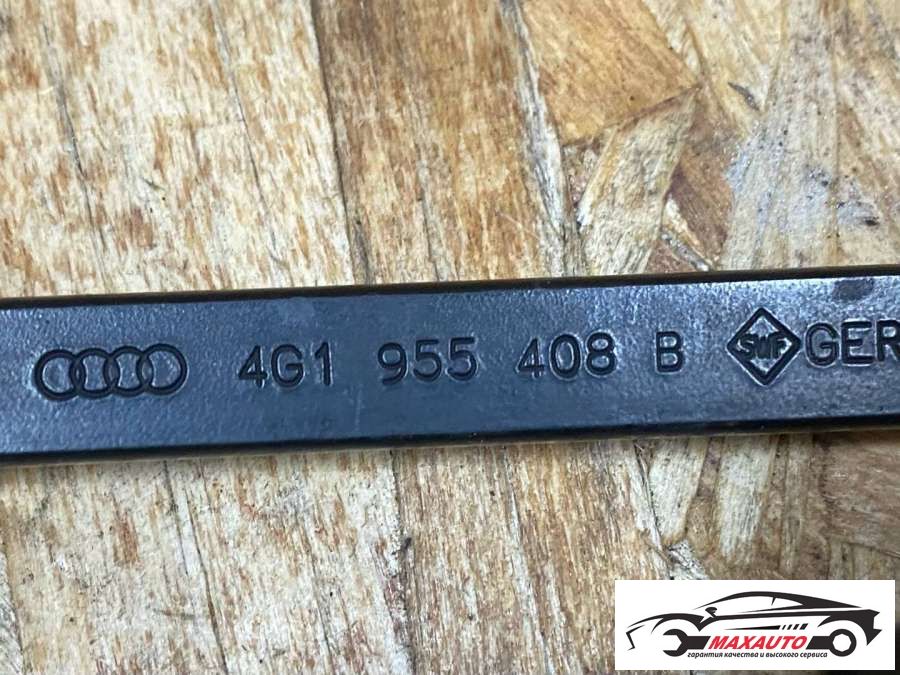 4G1 955 408 B SWF GER
MAXAUTO
гарантия качества и высокого сервиса